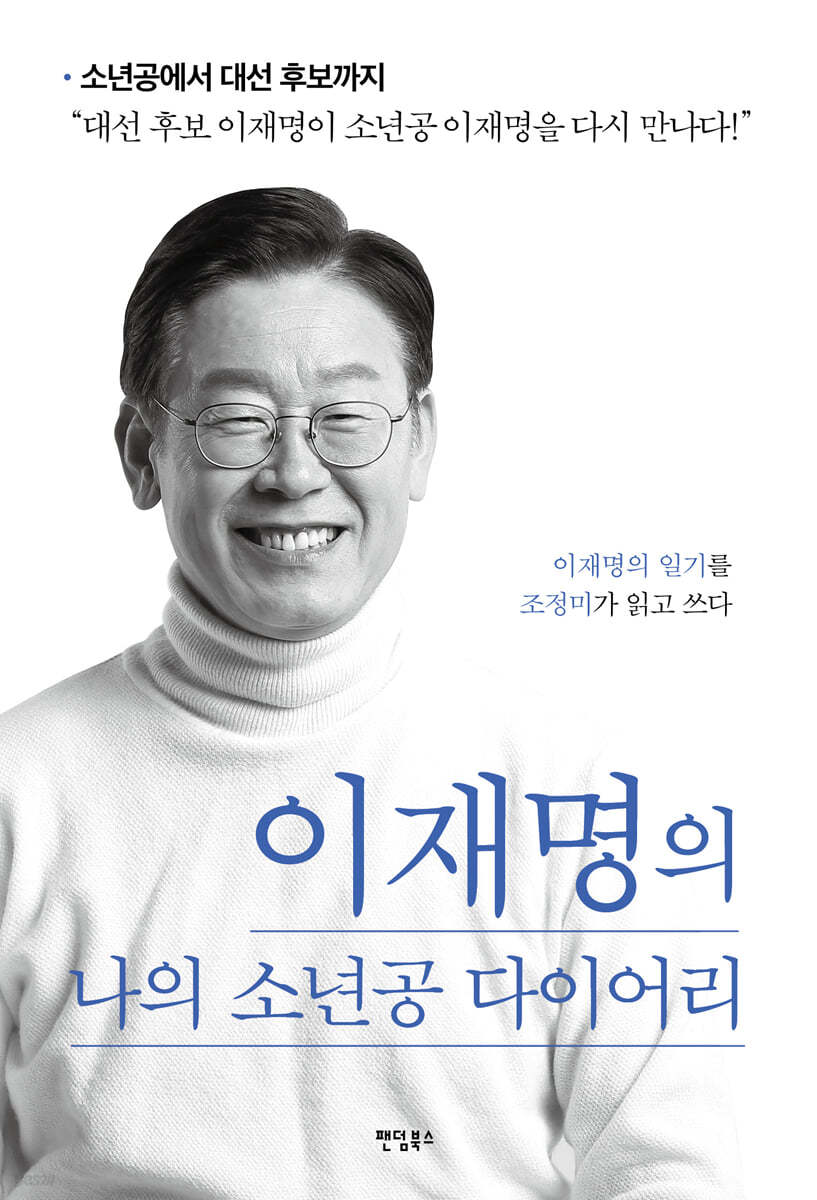 • 소년공에서 대선 후보까지
“대선 후보 이재명이 소년공 이재명을 다시 만나다!”
이재명의 일기를
조정미가 읽고 쓰다
이재명의
나의 소년공 다이어리
팬덤북스